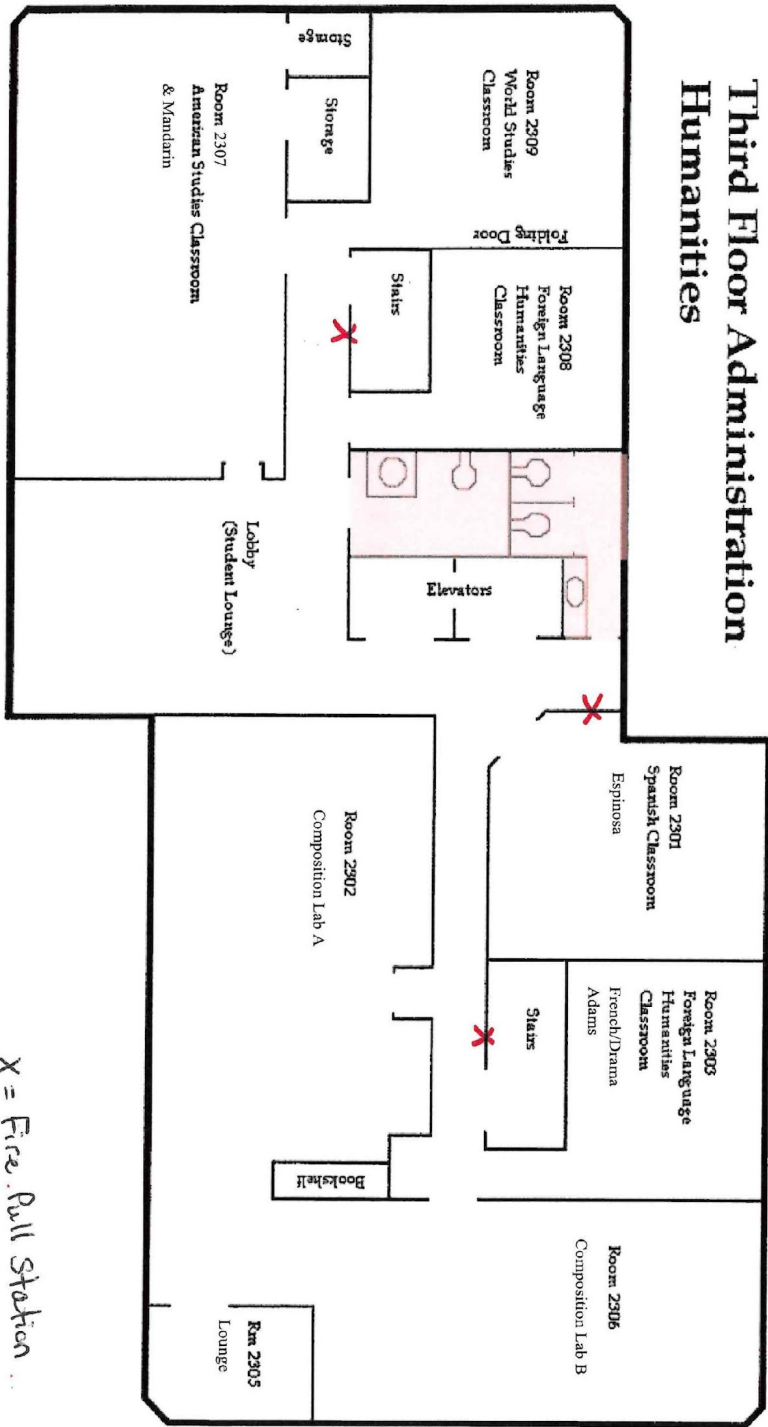 Third Floor Administration
Humanities
Room 2309
World Studies
Classroom
Folding Door
Room 2308
Foreign Language
Humanities
Classroom
Storage
Storage
Stairs
Room 2307
American Studies Classroom
& Mandarin
Elevators
Lobby
(Student Lounge)
Room 2301
Spanish Classroom
Espinosa
Room 2303
Foreign Language
Humanities
Classroom
French/Drama
Adams
Stairs
Room 2302
Composition Lab A
Bookshelf
Room 2306
Composition Lab B
Rm 2305
Lounge
X = Fire Pull Station